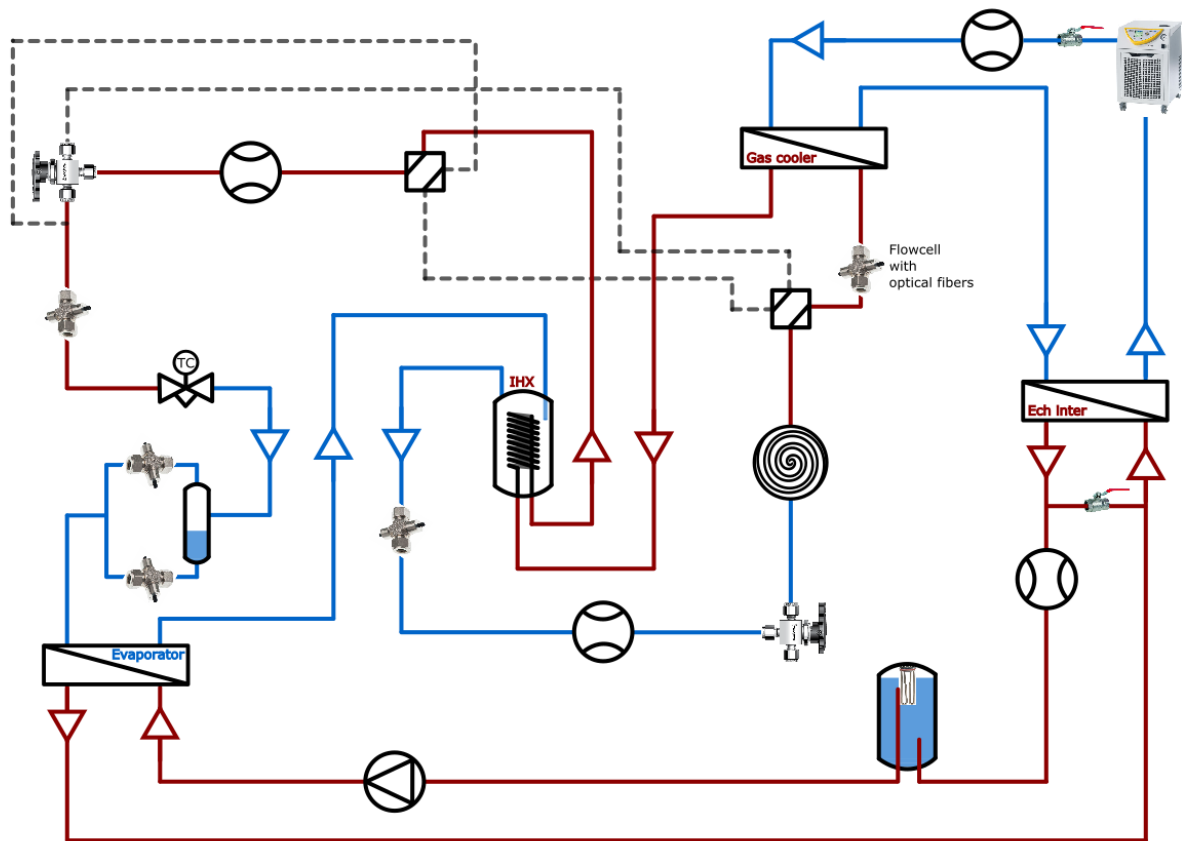 Gas cooler
Flowcell
with
optical fibers
TC
IHX
Ech inter
Evaporator